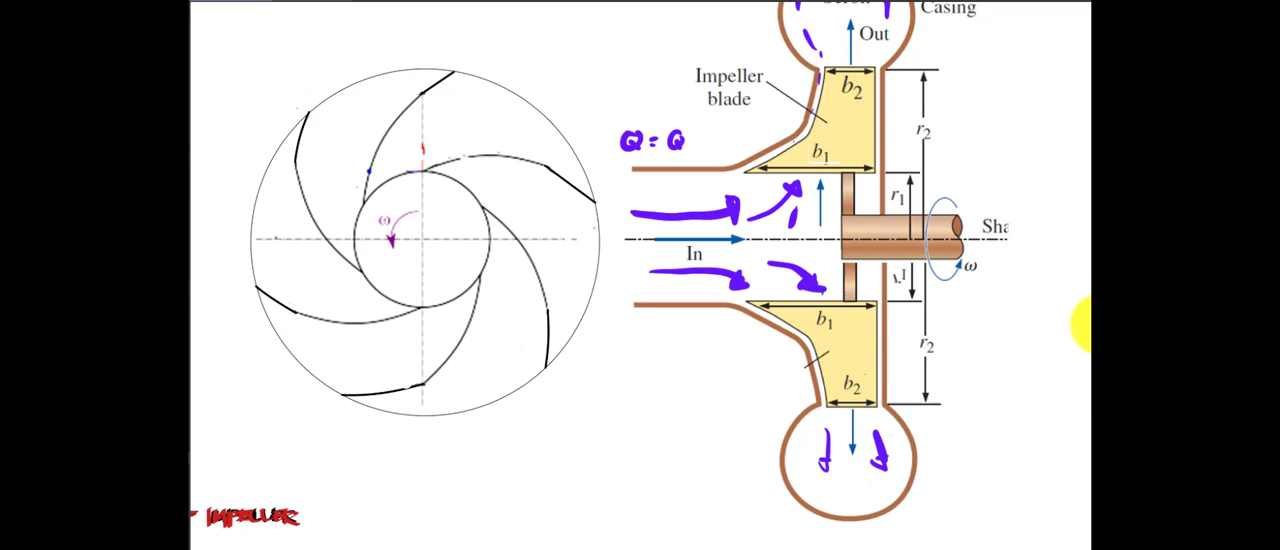 Casing
Out
Impeller
blade
b₂
r₂
Q = Q
b₁
r₁
ω
Sha
In
ω
b₁
r₂
b₂
- IMPELLER